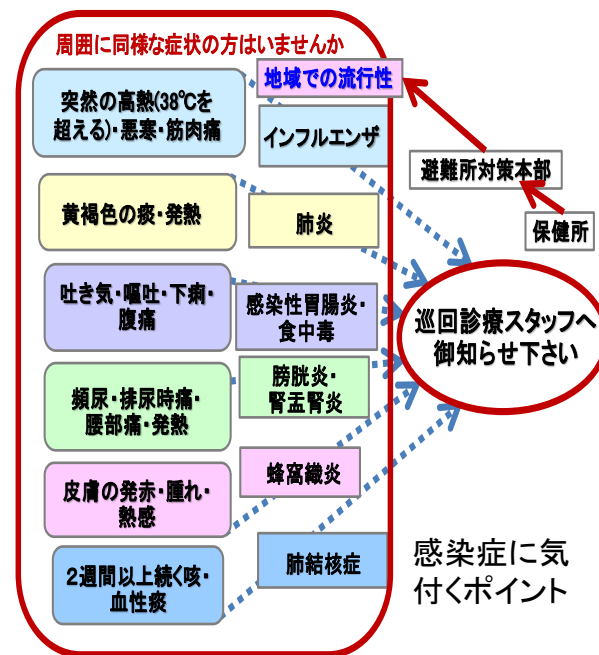 周囲に同様な症状の方はいませんか
地域での流行性
突然の高熱(38℃を
超える)・悪寒・筋肉痛
インフルエンザ
避難所対策本部
保健所
黄褐色の痰・発熱
肺炎
吐き気・嘔吐・下痢・
腹痛
感染性胃腸炎・
食中毒
巡回診療スタッフへ
御知らせ下さい
頻尿・排尿時痛・
腰部痛・発熱
膀胱炎・
腎盂腎炎
皮膚の発赤・腫れ・
熱感
蜂窩織炎
2週間以上続く咳・
血性痰
肺結核症
感染症に気
付くポイント